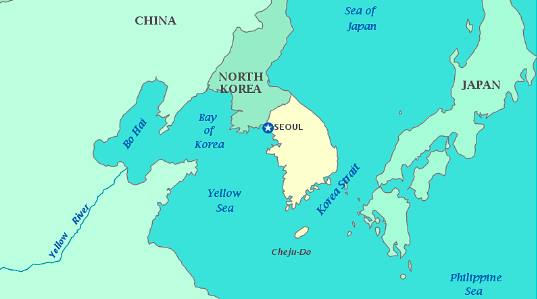 Sea of
Japan
CHINA
NORTH
KOREA
JAPAN
Bay
of
Korea
SEOUL
Bo Hai
Yellow
Sea
Korea Strait
Yellow River
Cheju-Do
Philippine
Sea